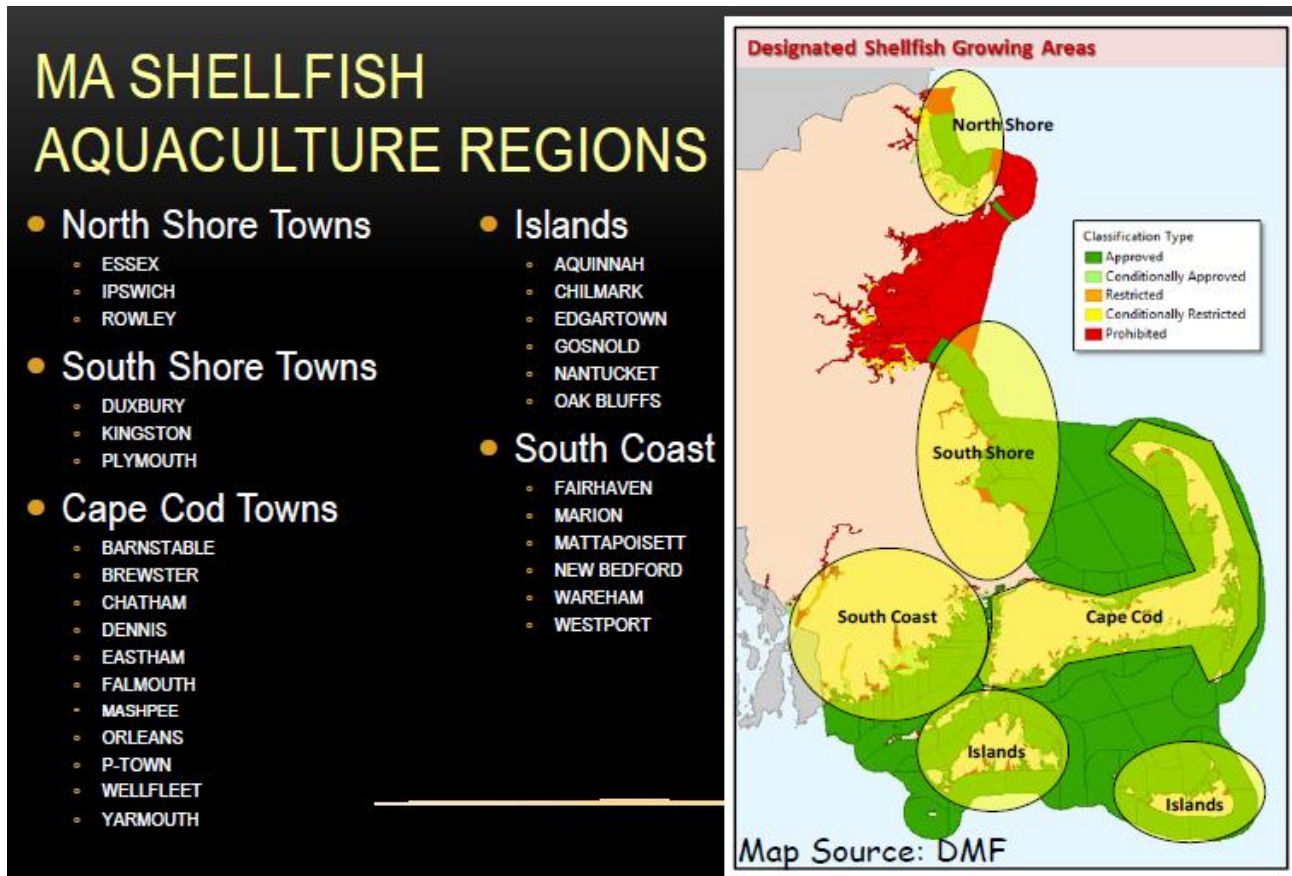 MA SHELLFISH
AQUACULTURE REGIONS
North Shore Towns
ESSEX
IPSWICH
ROWLEY
South Shore Towns
DUXBURY
KINGSTON
PLYMOUTH
Cape Cod Towns
BARNSTABLE
BREWSTER
CHATHAM
DENNIS
EASTHAM
FALMOUTH
MASHPEE
ORLEANS
P-TOWN
WELLFLEET
YARMOUTH
Islands
AQUINNAH
CHILMARK
EDGARTOWN
GOSNOLD
NANTUCKET
OAK BLUFFS
South Coast
FAIRHAVEN
MARION
MATTAPOISETT
NEW BEDFORD
WAREHAM
WESTPORT
Designated Shellfish Growing Areas
North Shore
Classification Type
Approved
Conditionally Approved
Restricted
Conditionally Restricted
Prohibited
South Shore
South Coast
Cape Cod
Islands
Islands
Map Source: DMF